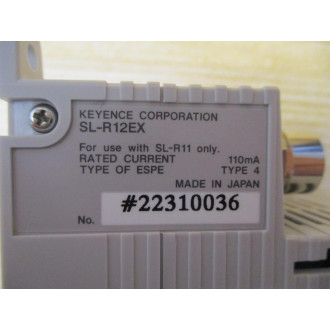 KEYENCE CORPORATION
SL-R12EX
For use with SL-R11 only.
RATED CURRENT 110mA
TYPE OF ESPE TYPE 4
MADE IN JAPAN
No. #22310036